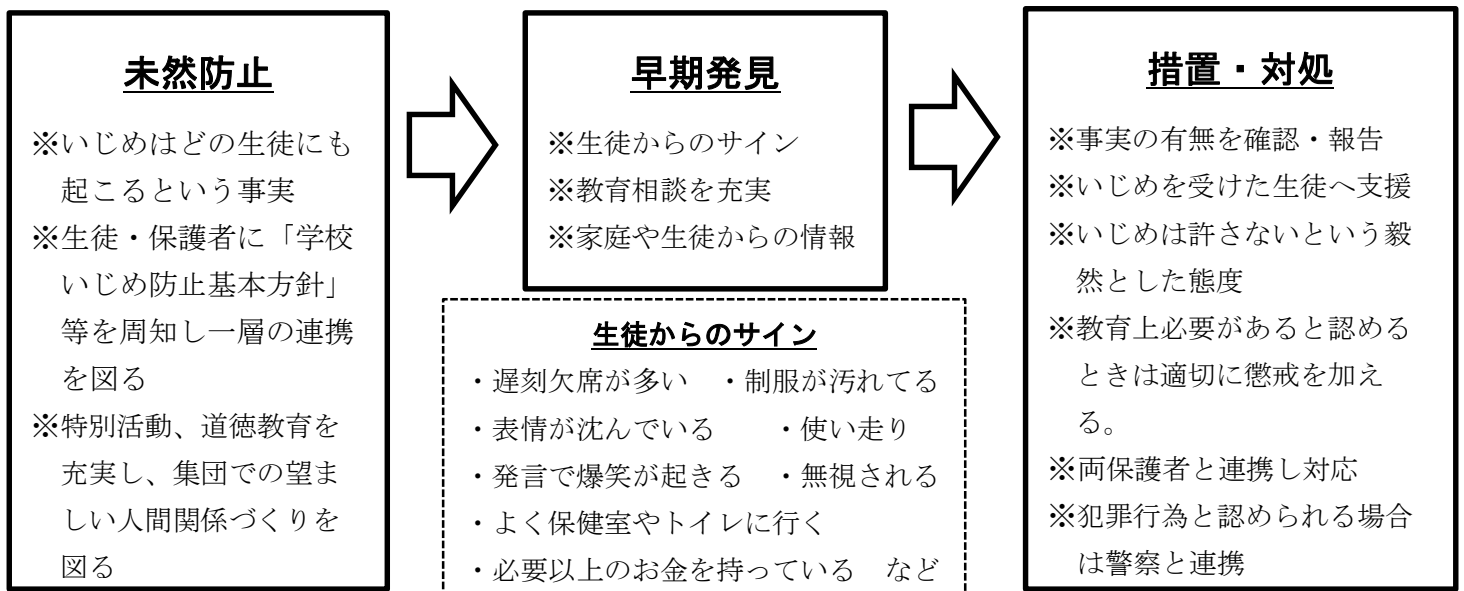 未然防止
※いじめはどの生徒にも
起こるという事実
※生徒・保護者に「学校
いじめ防止基本方針」
等を周知し一層の連携
を図る
※特別活動、道徳教育を
充実し、集団での望ま
しい人間関係づくりを
図る
早期発見
※生徒からのサイン
※教育相談を充実
※家庭や生徒からの情報
生徒からのサイン
・遅刻欠席が多い　・制服が汚れてる
・表情が沈んでいる　　・使い走り
・発言で爆笑が起きる　・無視される
・よく保健室やトイレに行く
・必要以上のお金を持っている　など
措置・対処
※事実の有無を確認・報告
※いじめを受けた生徒へ支援
※いじめは許さないという毅
然とした態度
※教育上必要があると認める
ときは適切に懲戒を加え
る。
※両保護者と連携し対応
※犯罪行為と認められる場合
は警察と連携